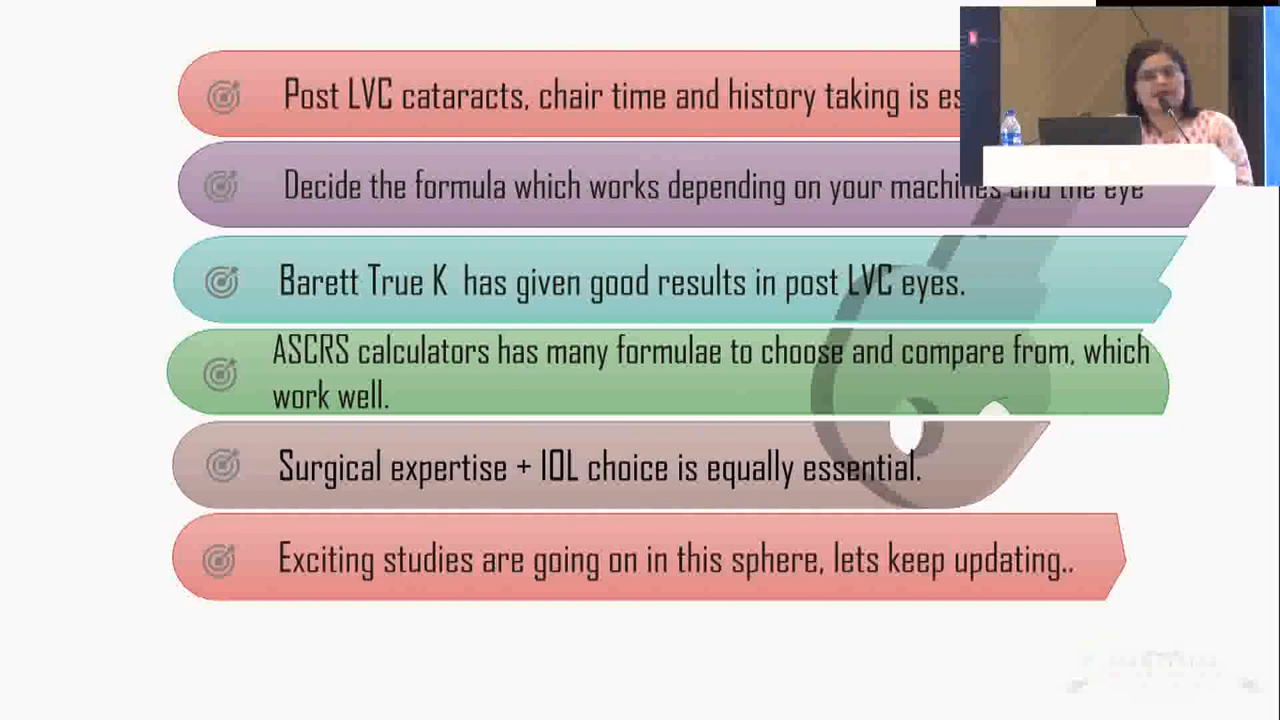 Post LVC cataracts, chair time and history taking is
Decide the formula which works depending on your machines and the eye
Barett True K has given good results in post LVC eyes.
ASCRS calculators has many formulae to choose and compare from, which
work well.
Surgical expertise + IOL choice is equally essential.
Exciting studies are going on in this sphere, lets keep updating..